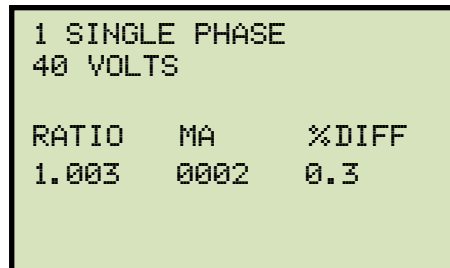 1 SINGLE PHASE
40 VOLTS
RATIO MA %DIFF
1.003 0002 0.3